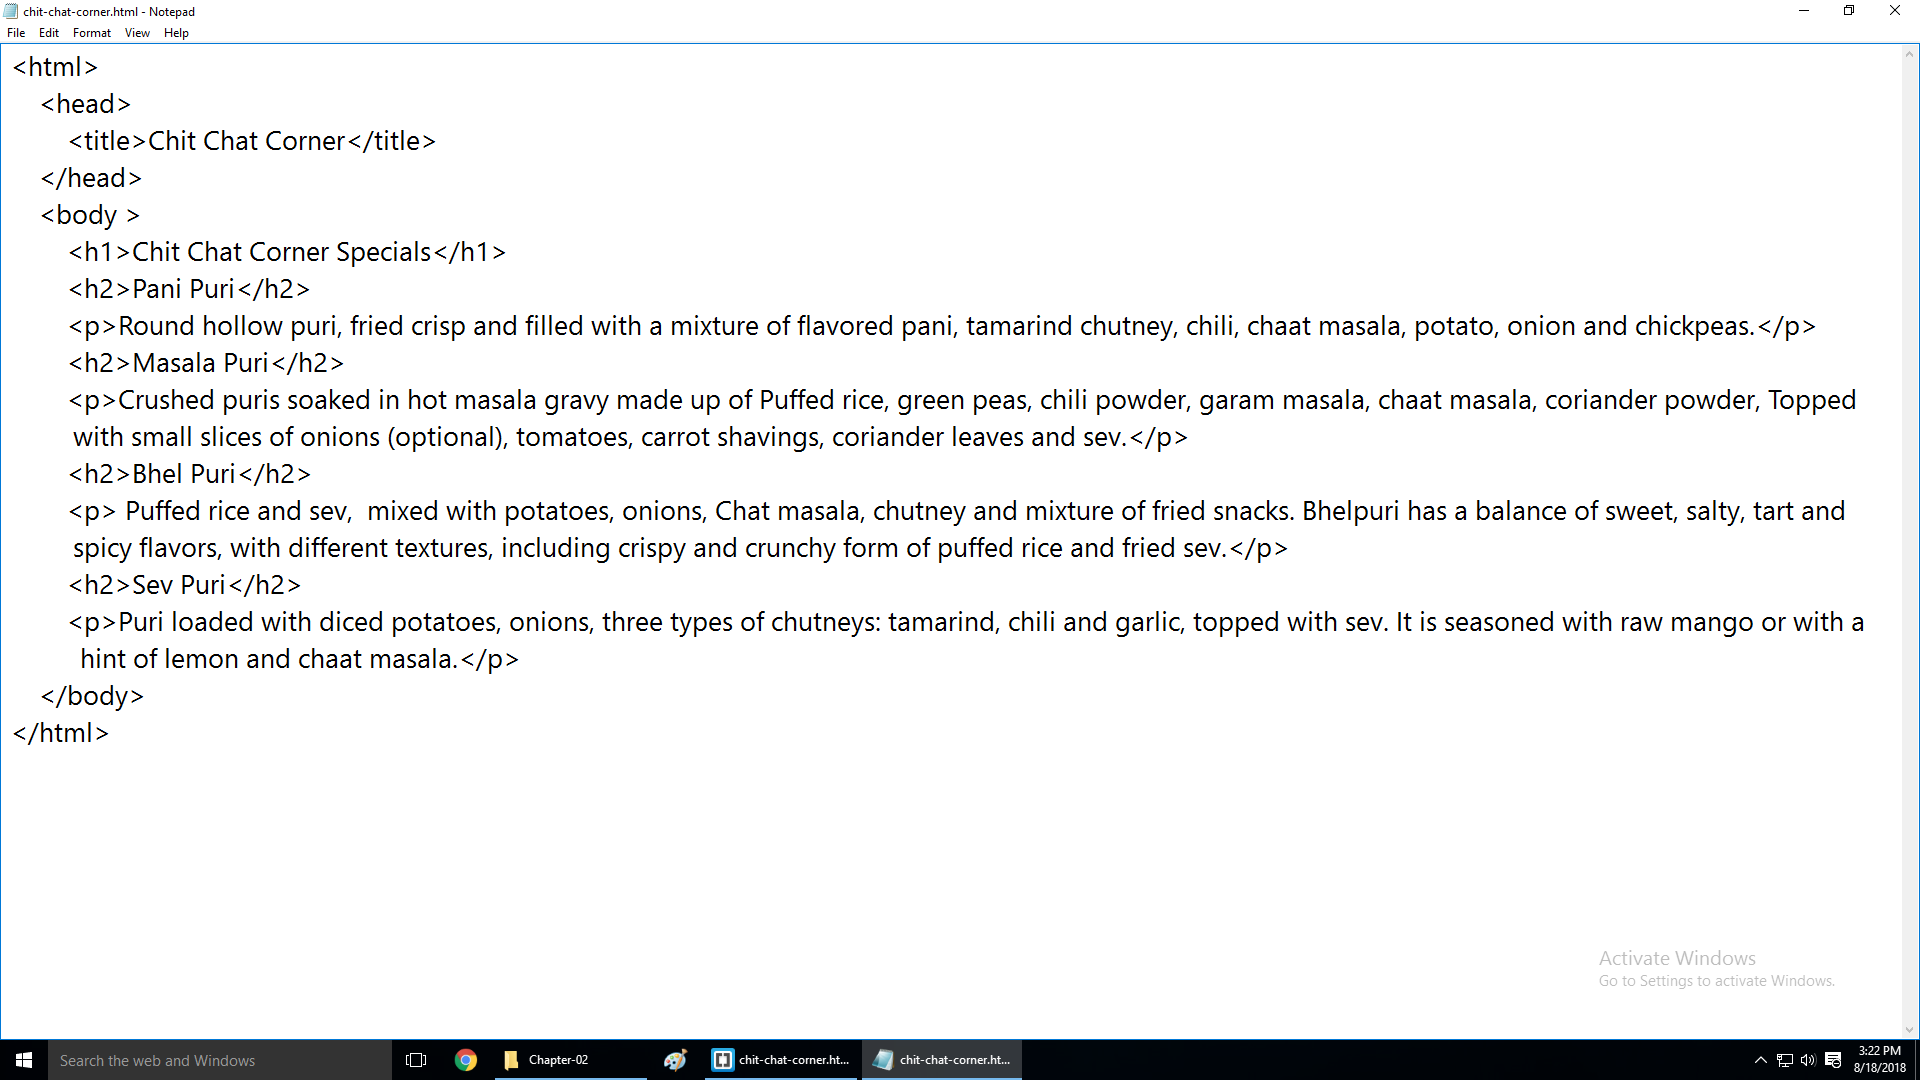 chit-chat-corner.html - Notepad
File Edit Format View Help
<html>
<head>
<title>Chit Chat Corner</title>
</head>
<body >
<h1>Chit Chat Corner Specials</h1>
<h2>Pani Puri</h2>
<p>Round hollow puri, fried crisp and filled with a mixture of flavored pani, tamarind chutney, chili, chaat masala, potato, onion and chickpeas.</p>
<h2>Masala Puri</h2>
<p>Crushed puris soaked in hot masala gravy made up of Puffed rice, green peas, chili powder, garam masala, chaat masala, coriander powder, Topped
with small slices of onions (optional), tomatoes, carrot shavings, coriander leaves and sev.</p>
<h2>Bhel Puri</h2>
<p> Puffed rice and sev,  mixed with potatoes, onions, Chat masala, chutney and mixture of fried snacks. Bhelpuri has a balance of sweet, salty, tart and
spicy flavors, with different textures, including crispy and crunchy form of puffed rice and fried sev.</p>
<h2>Sev Puri</h2>
<p>Puri loaded with diced potatoes, onions, three types of chutneys: tamarind, chili and garlic, topped with sev. It is seasoned with raw mango or with a
hint of lemon and chaat masala.</p>
</body>
</html>
Activate Windows
Go to Settings to activate Windows.
Search the web and Windows
Chapter-02
chit-chat-corner.ht...
chit-chat-corner.ht...
3:22 PM
8/18/2018